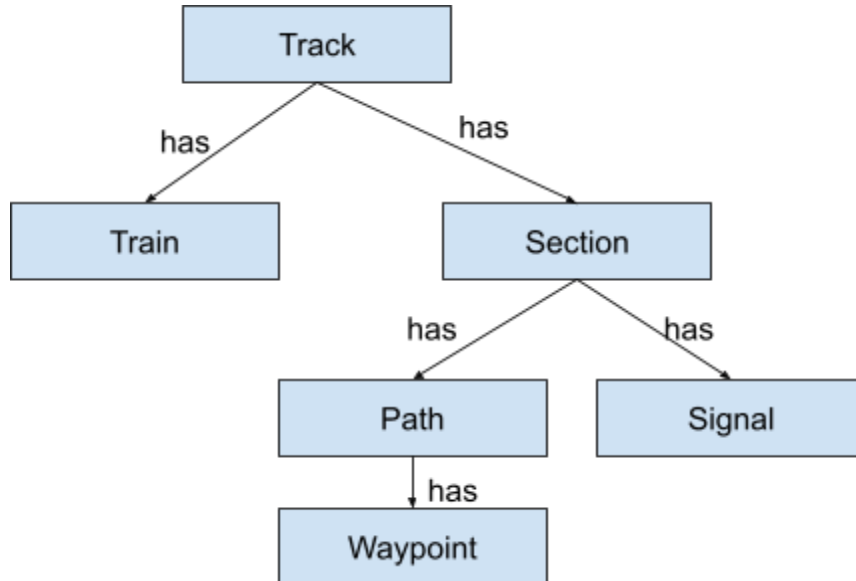 Track
has
has
Train
Section
has
has
Path
Signal
has
Waypoint